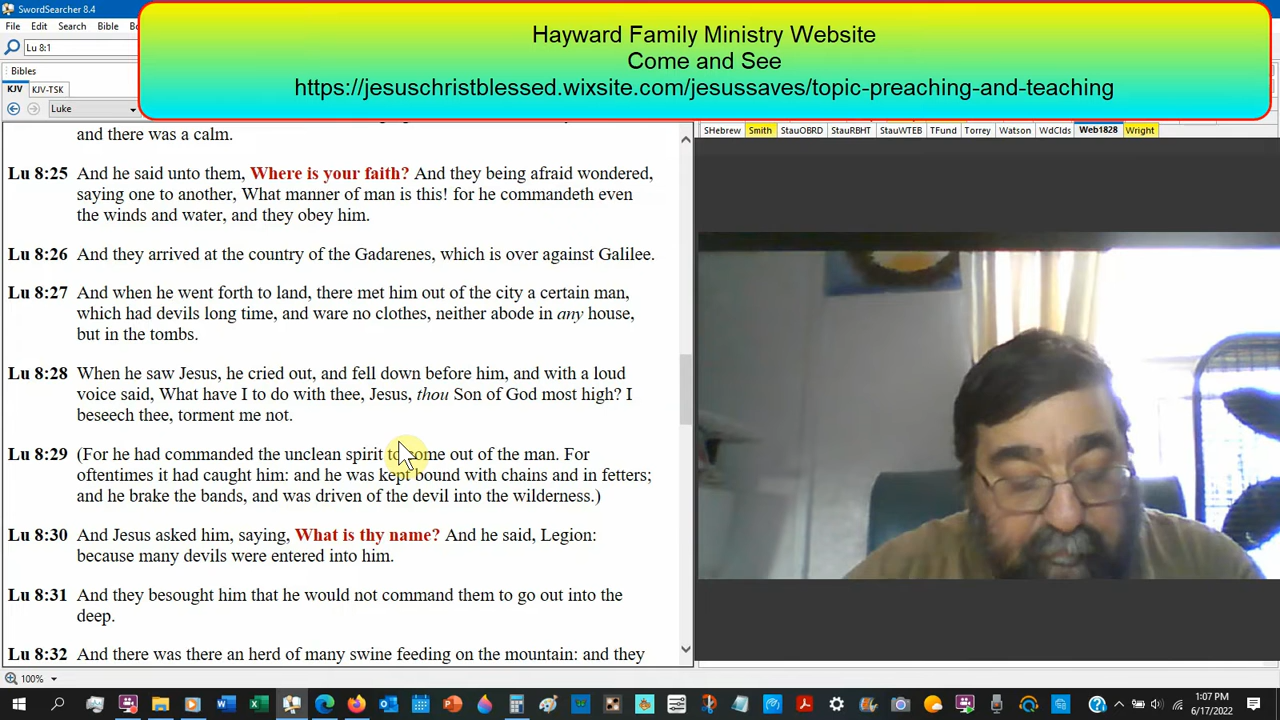 SwordSearcher 8.4
File Edit Search Bible
Lu 8:1
Bibles
KJV KJV-TSK
Luke
Hayward Family Ministry Website
Come and See
https://jesuschristblessed.wixsite.com/jesussaves/topic-preaching-and-teaching
SHebrew Smith StauOBRD StauRBHT StauWTEB TFund Torrey Watson WdClds Web1828 Wright
and there was a calm.
Lu 8:25 And he said unto them, Where is your faith? And they being afraid wondered,
saying one to another, What manner of man is this! for he commandeth even
the winds and water, and they obey him.
Lu 8:26 And they arrived at the country of the Gadarenes, which is over against Galilee.
Lu 8:27 And when he went forth to land, there met him out of the city a certain man,
which had devils long time, and ware no clothes, neither abode in any house,
but in the tombs.
Lu 8:28 When he saw Jesus, he cried out, and fell down before him, and with a loud
voice said, What have I to do with thee, Jesus, thou Son of God most high? I
beseech thee, torment me not.
Lu 8:29 (For he had commanded the unclean spirit to come out of the man. For
oftentimes it had caught him: and he was kept bound with chains and in fetters;
and he brake the bands, and was driven of the devil into the wilderness.)
Lu 8:30 And Jesus asked him, saying, What is thy name? And he said, Legion:
because many devils were entered into him.
Lu 8:31 And they besought him that he would not command them to go out into the
deep.
Lu 8:32 And there was there an herd of many swine feeding on the mountain: and they
100%
1:07 PM
6/17/2022